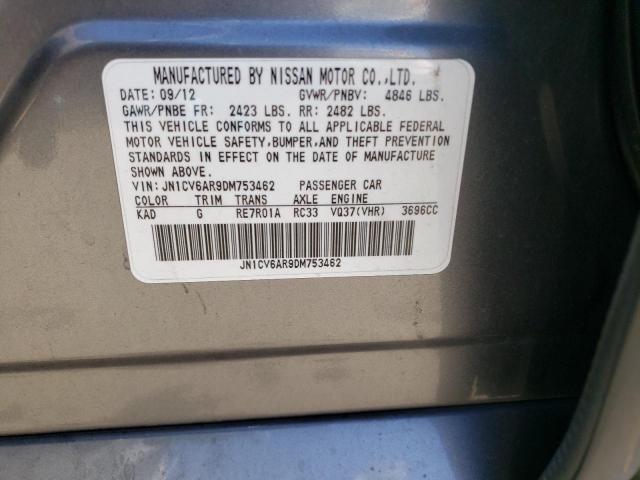 MANUFACTURED BY NISSAN MOTOR CO.,LTD.
DATE: 09/12 GVWR/PNBV: 4846 LBS.
GAWR/PNBE FR: 2423 LBS. RR: 2482 LBS.
THIS VEHICLE CONFORMS TO ALL APPLICABLE FEDERAL
MOTOR VEHICLE SAFETY,BUMPER,AND THEFT PREVENTION
STANDARDS IN EFFECT ON THE DATE OF MANUFACTURE
SHOWN ABOVE.
VIN: JN1CV6AR9DM753462 PASSENGER CAR
COLOR TRIM TRANS AXLE ENGINE
KAD G RE7R01A RC33 VQ37(VHR) 3696CC
JN1CV6AR9DM753462